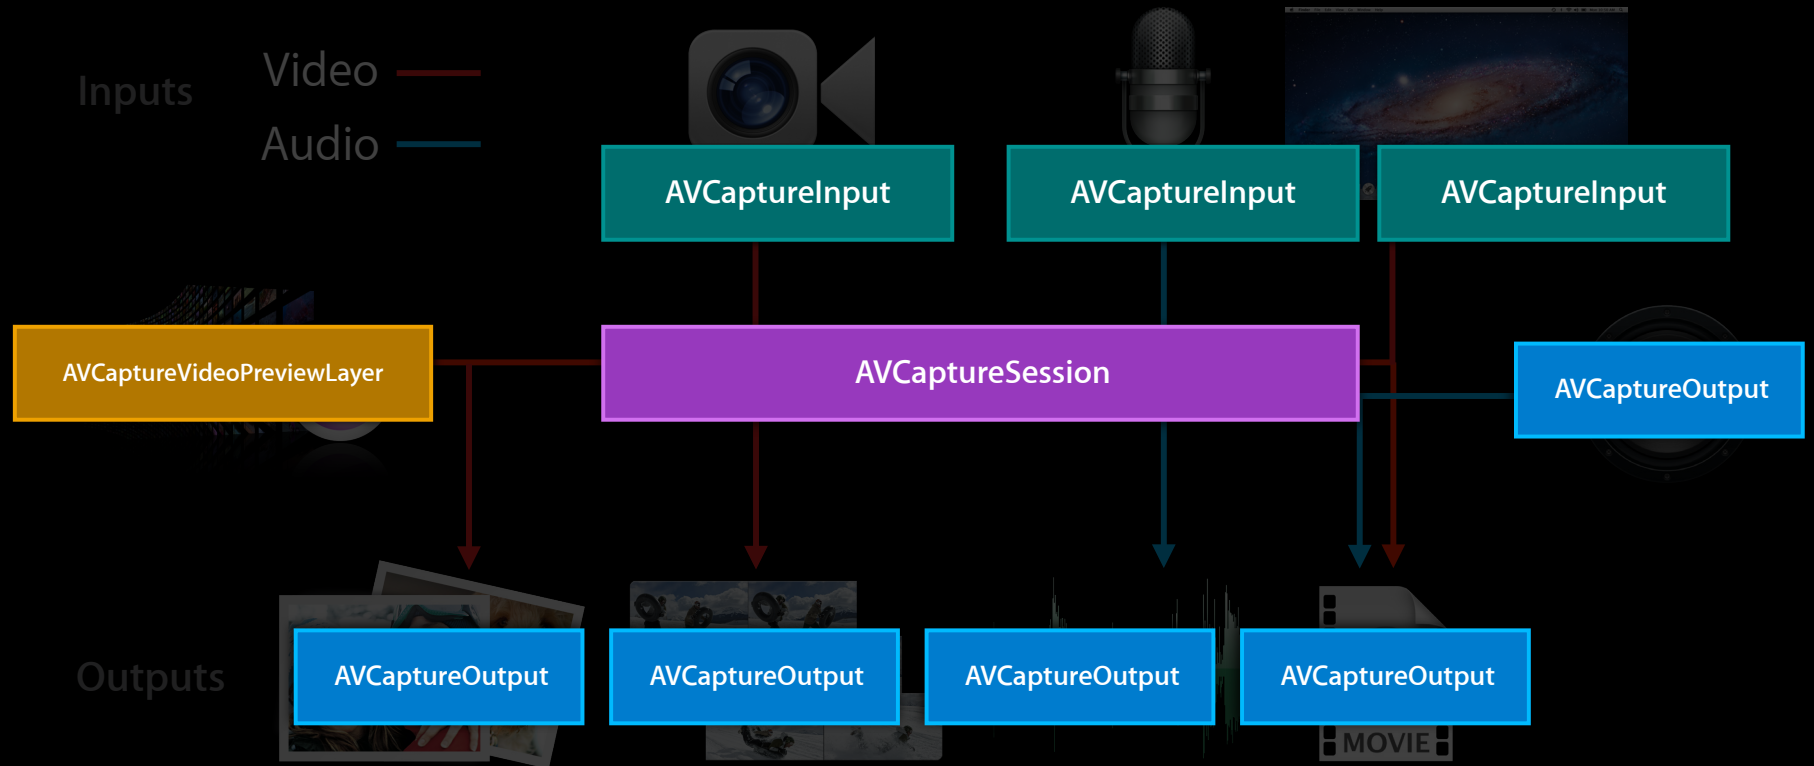 Inputs
Video
Audio
AVCaptureInput
AVCaptureInput
AVCaptureInput
AVCaptureVideoPreviewLayer
AVCaptureSession
AVCaptureOutput
Outputs
AVCaptureOutput
AVCaptureOutput
AVCaptureOutput
AVCaptureOutput
MOVIE